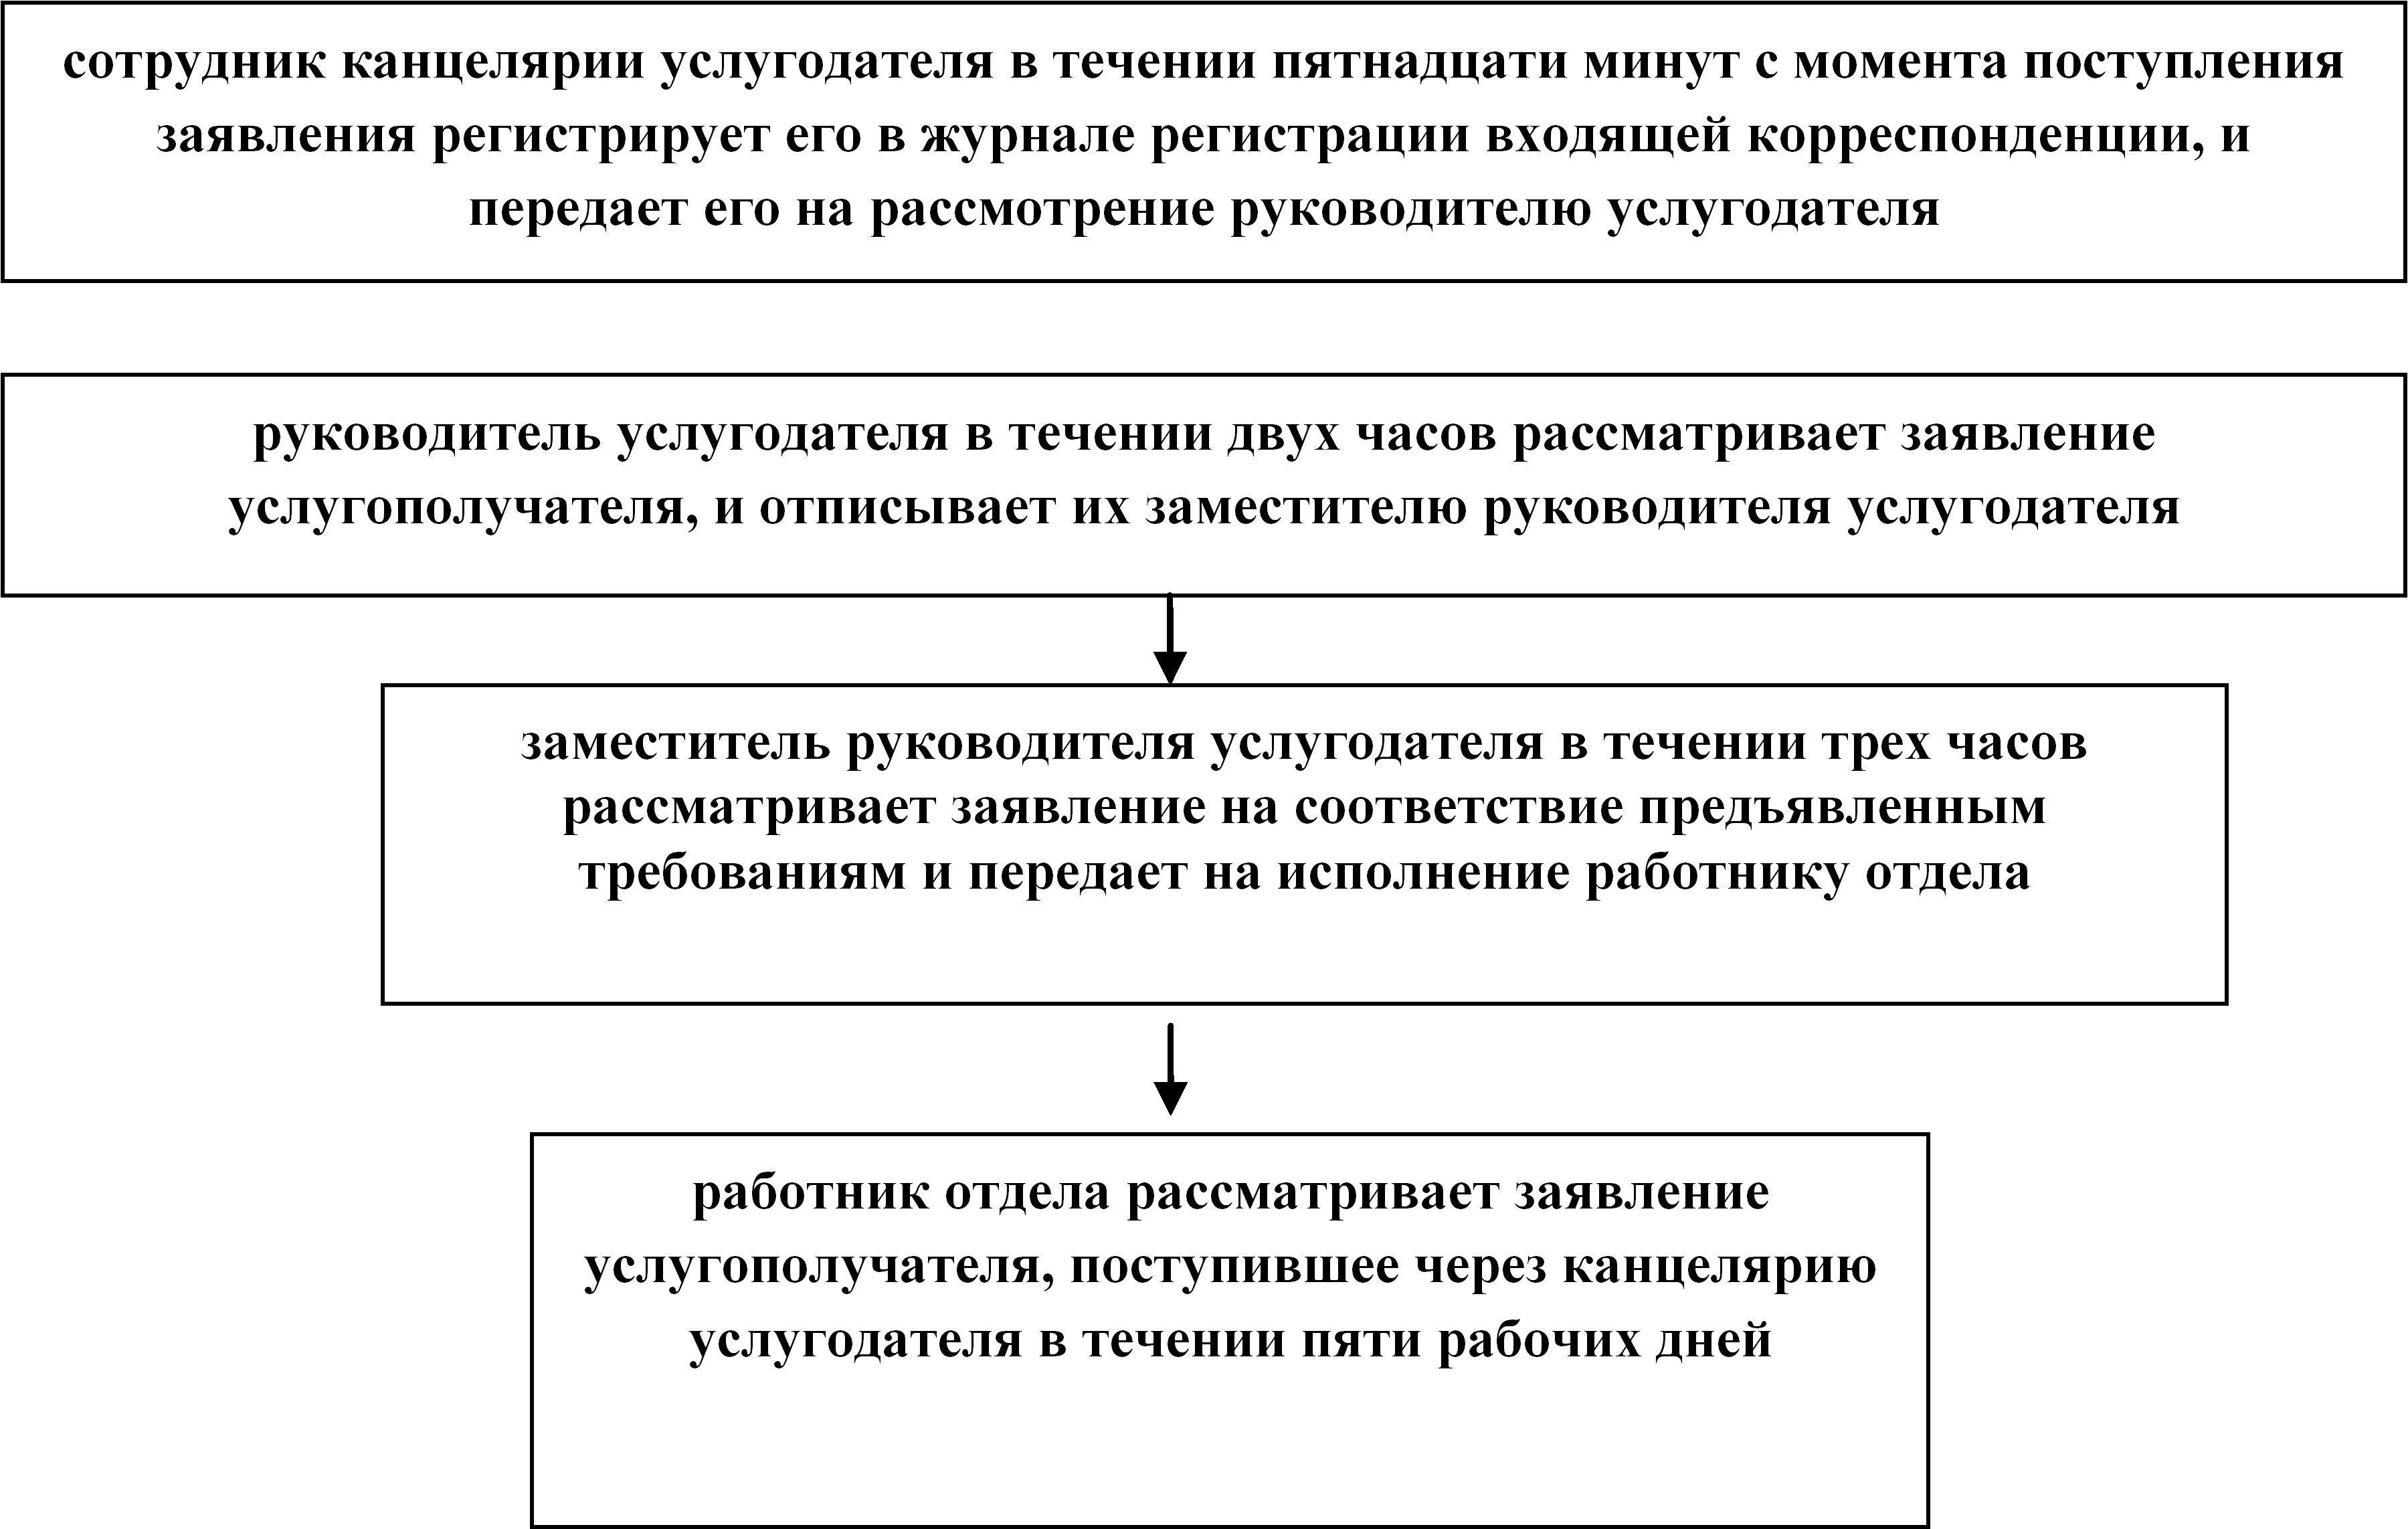 сотрудник канцелярии услугодателя в течении пятнадцати минут с момента поступления
заявления регистрирует его в журнале регистрации входящей корреспонденции, и
передает его на рассмотрение руководителю услугодателя
руководитель услугодателя в течении двух часов рассматривает заявление
услугополучателя, и отписывает их заместителю руководителя услугодателя
заместитель руководителя услугодателя в течении трех часов
рассматривает заявление на соответствие предъявленным
требованиям и передает на исполнение работнику отдела
работник отдела рассматривает заявление
услугополучателя, поступившее через канцелярию
услугодателя в течении пяти рабочих дней